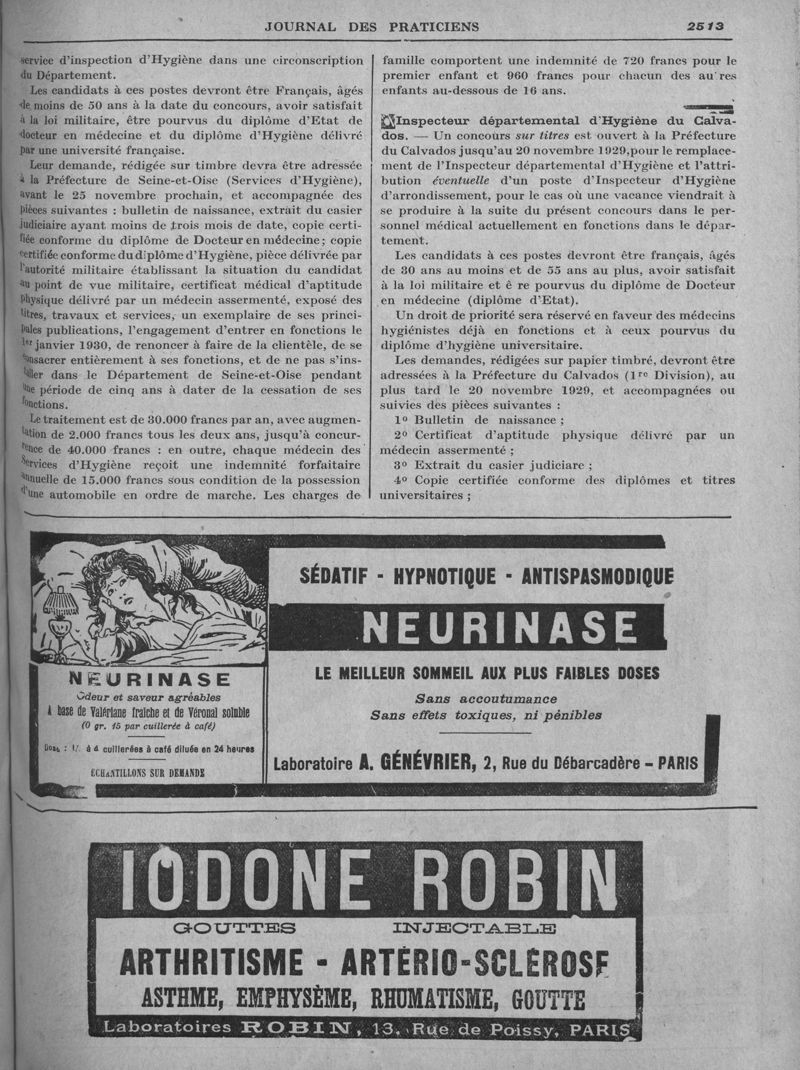 JOURNAL DES PRATICIENS
2513
service d'inspection d'Hygiène dans une circonscription
du Département.
Les candidats à ces postes devront être Français, âgés
de moins de 50 ans à la date du concours, avoir satisfait
à la loi militaire, être pourvus du diplôme d'Etat de
docteur en médecine et du diplôme d'Hygiène délivré
par une université française.
Leur demande, rédigée sur timbre devra être adressée
à la Préfecture de Seine-et-Oise (Services d'Hygiène),
avant le 25 novembre prochain, et accompagnée des
pièces suivantes : bulletin de naissance, extrait du casier
judiciaire ayant moins de trois mois de date, copie certi-
fiée conforme du diplôme de Docteur en médecine ; copie
certifiée conforme du diplôme d'Hygiène, pièce délivrée par
l'autorité militaire établissant la situation du candidat
au point de vue militaire, certificat médical d'aptitude
physique délivré par un médecin assermenté, exposé des
titres, travaux et services, un exemplaire de ses princi-
pales publications, l'engagement d'entrer en fonctions le
1er janvier 1930, de renoncer à faire de la clientèle, de se
consacrer entièrement à ses fonctions, et de ne pas s'ins-
taller dans le Département de Seine-et-Oise pendant
une période de cinq ans à dater de la cessation de ses
fonctions.
Le traitement est de 30.000 francs par an, avec augmen-
tation de 2.000 francs tous les deux ans, jusqu'à concur-
rence de 40.000 francs : en outre, chaque médecin des
Services d'Hygiène reçoit une indemnité forfaitaire
annuelle de 15.000 francs sous condition de la possession
d'une automobile en ordre de marche. Les charges de
famille comportent une indemnité de 720 francs pour le
premier enfant et 960 francs pour chacun des au res
enfants au-dessous de 16 ans.
Inspecteur départemental d'Hygiène du Calva-
dos. — Un concours sur titres est ouvert à la Préfecture
du Calvados jusqu'au 20 novembre 1929, pour le remplace-
ment de l'Inspecteur départemental d'Hygiène et l'attri-
bution éventuelle d'un poste d'Inspecteur d'Hygiène
d'arrondissement, pour le cas où une vacance viendrait à
se produire à la suite du présent concours dans le per-
sonnel médical actuellement en fonctions dans le dépar-
tement.
Les candidats à ces postes devront être français, âgés
de 30 ans au moins et de 55 ans au plus, avoir satisfait
à la loi militaire et ê re pourvus du diplôme de Docteur
en médecine (diplôme d'Etat).
Un droit de priorité sera réservé en faveur des médecins
hygiénistes déjà en fonctions et à ceux pourvus du
diplôme d'hygiène universitaire.
Les demandes, rédigées sur papier timbré, devront être
adressées à la Préfecture du Calvados (1re Division), au
plus tard le 20 novembre 1929, et accompagnées ou
suivies des pièces suivantes :
1º Bulletin de naissance ;
2º Certificat d'aptitude physique délivré par un
médecin assermenté ;
3º Extrait du casier judiciare ;
4º Copie certifiée conforme des diplômes et titres
universitaires ;
NEURINASE
Odeur et saveur agréables
A base de Valériane fraîche et de Véronal soluble
(0 gr. 15 par cuillerée à café)
à 4 cuillerées à café diluée en 24 heures
ECHANTILLONS SUR DEMANDE
SÉDATIF - HYPNOTIQUE - ANTISPASMODIQUE
NEURINASE
LE MEILLEUR SOMMEIL AUX PLUS FAIBLES DOSES
Sans accoutumance
Sans effets toxiques, ni pénibles
Laboratoire A. GÉNÉVRIER, 2, Rue du Débarcadère - PARIS
IODONE ROBIN
GOUTTES INJECTABLE
ARTHRITISME - ARTÉRIO-SCLÉROSE
ASTHME, EMPHYSÈME, RHUMATISME, GOUTTE
Laboratoires ROBIN, 13, Rue de Poissy, PARIS